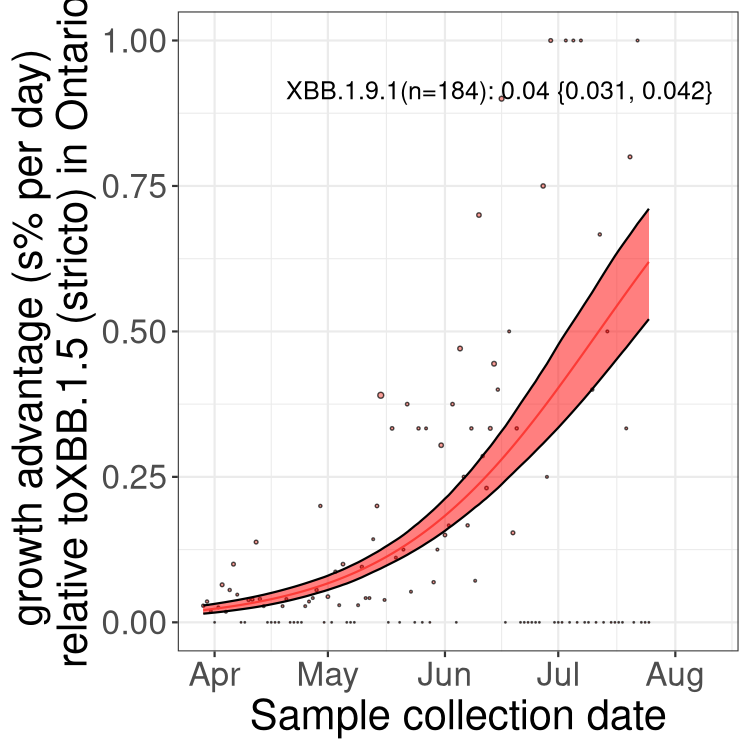 growth advantage (s% per day)
relative toXBB.1.5 (stricto) in Ontario
1.00
0.75
0.50
0.25
0.00
XBB.1.9.1(n=184): 0.04 {0.031, 0.042}
Apr May Jun Jul Aug
Sample collection date